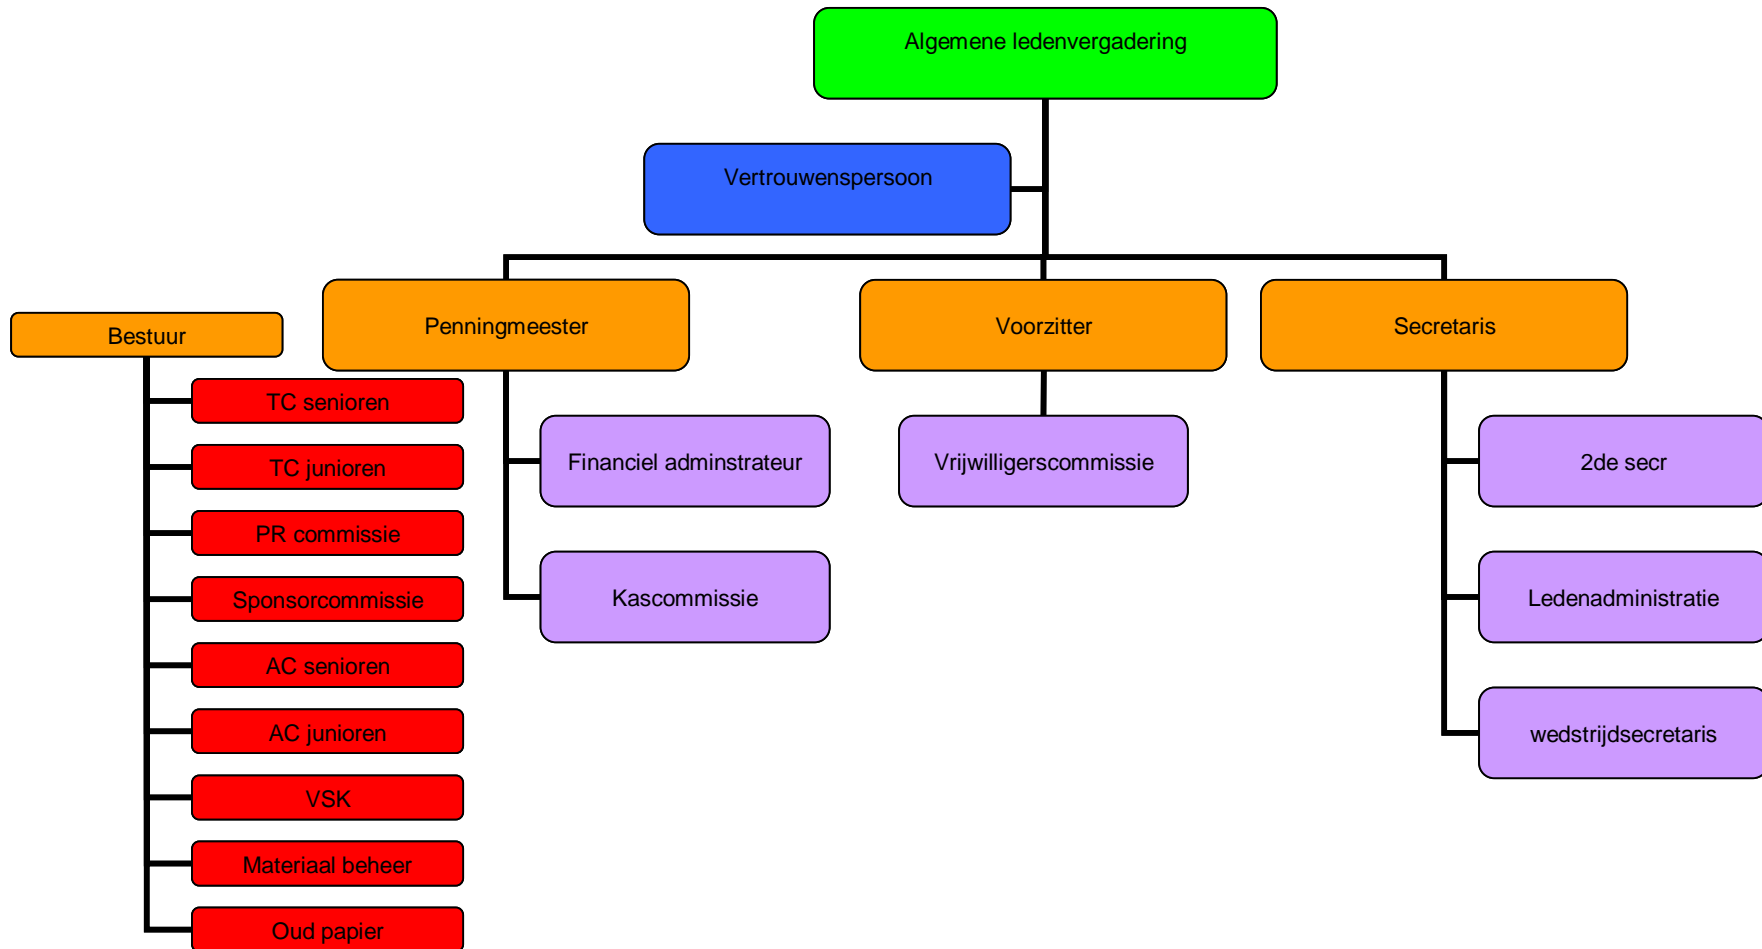 Algemene ledenvergadering
Vertrouwenspersoon
Penningmeester
Voorzitter
Secretaris
Bestuur
TC senioren
TC junioren
PR commissie
Sponsorcommissie
AC senioren
AC junioren
VSK
Materiaal beheer
Oud papier
Financiel adminstrateur
Kascommissie
Vrijwilligerscommissie
2de secr
Ledenadministratie
wedstrijdsecretaris